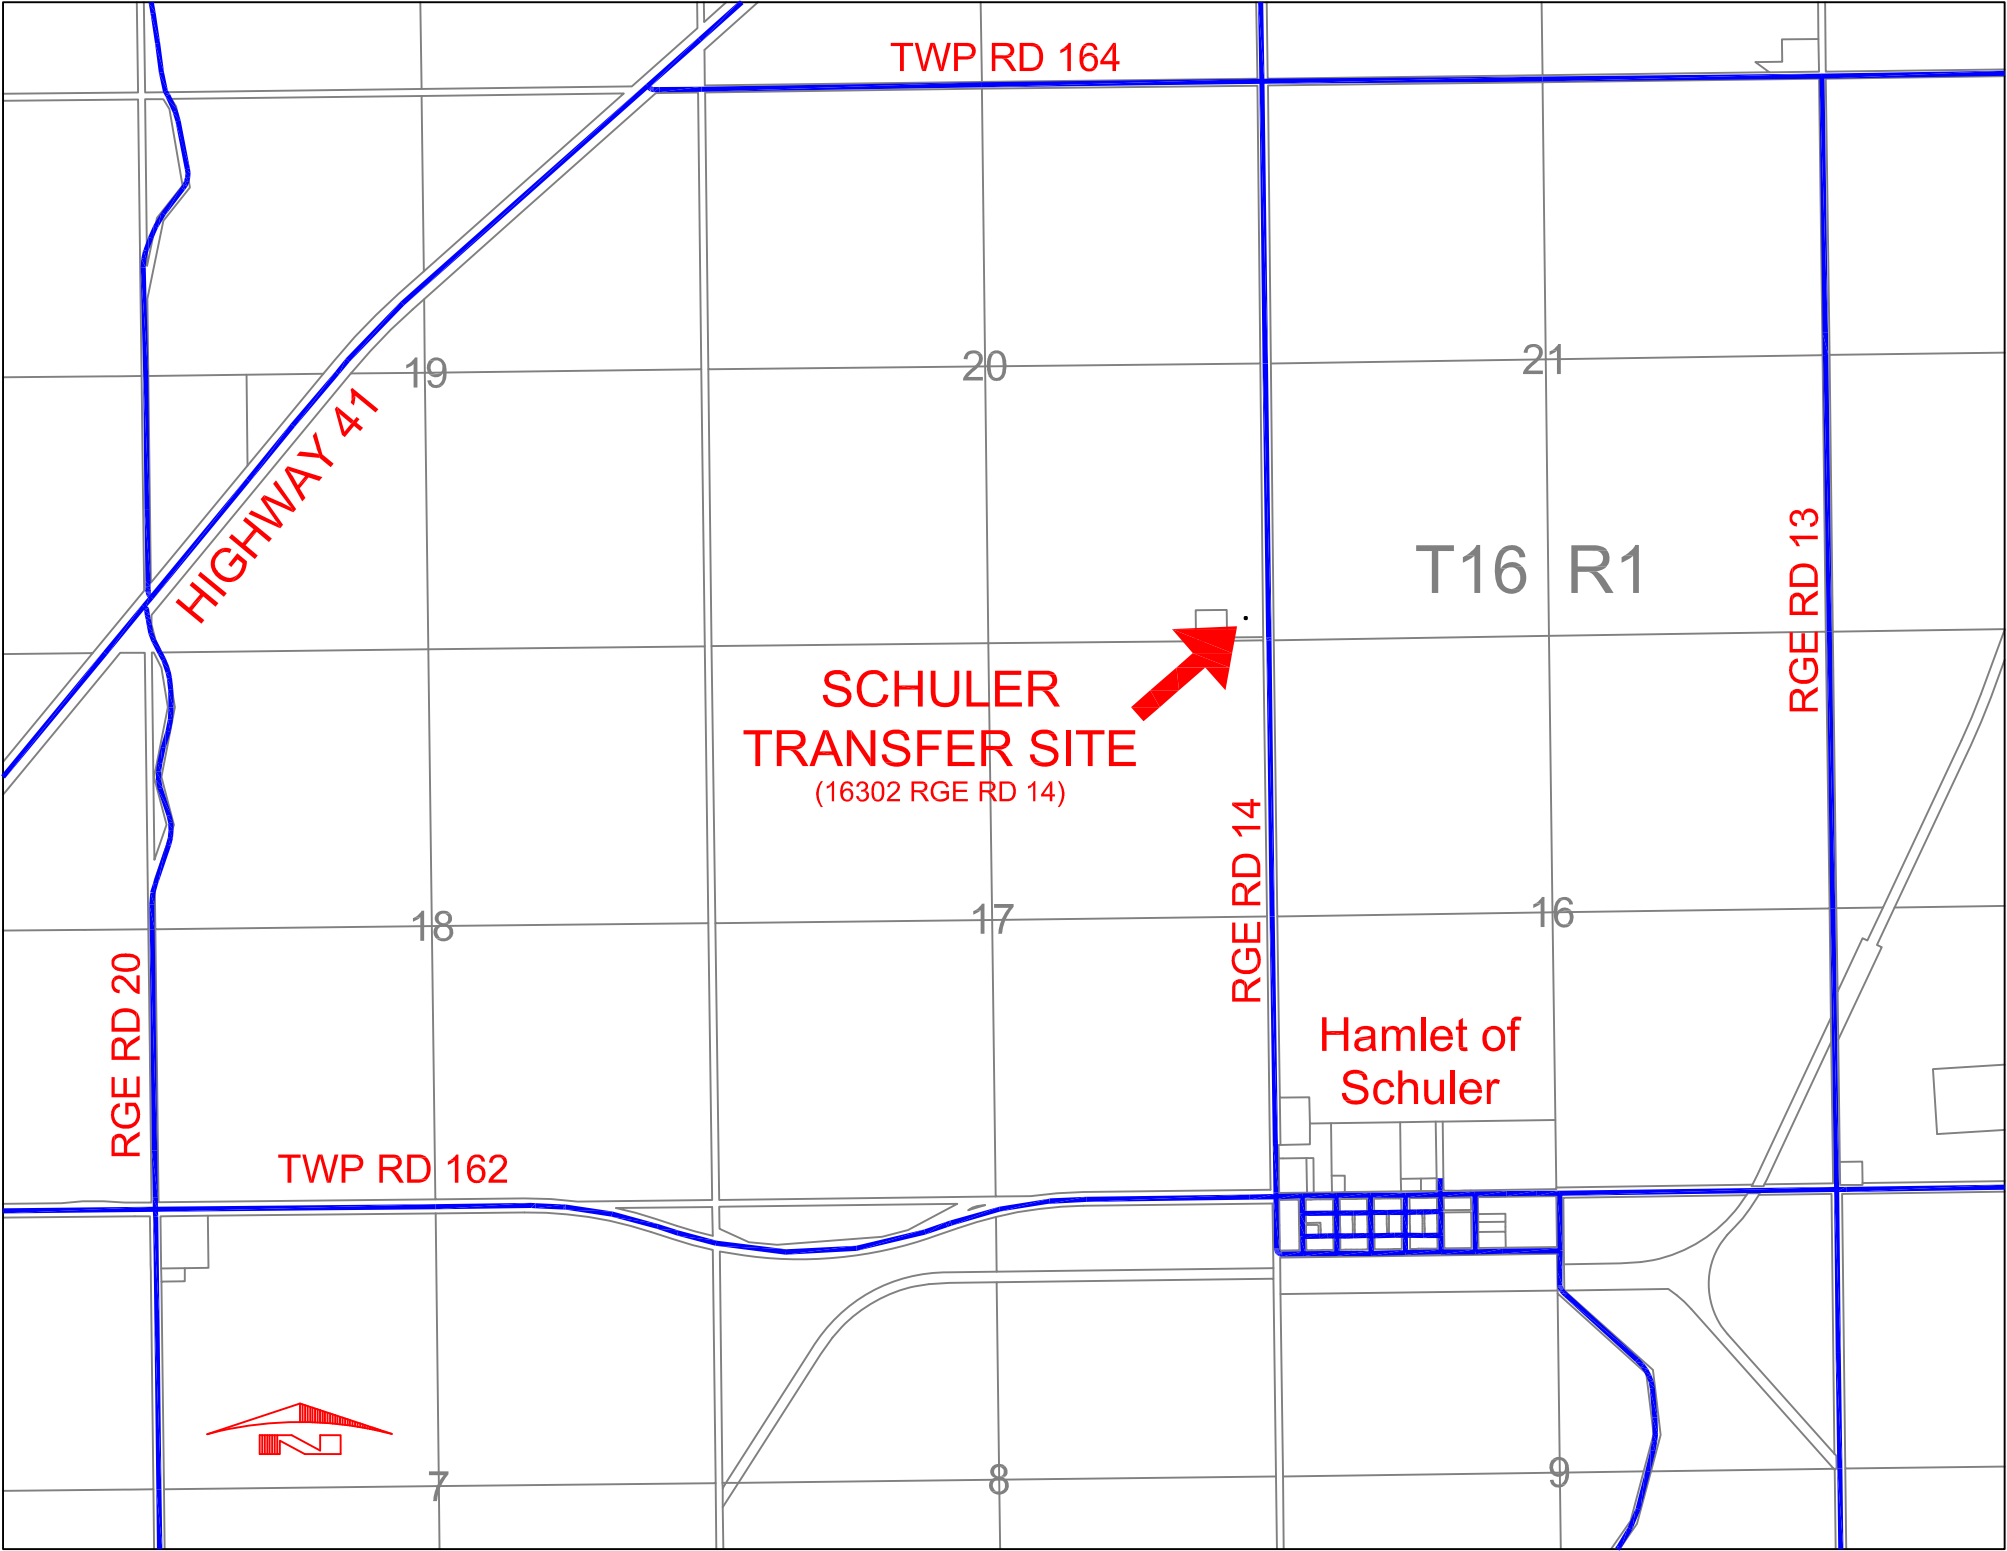 TWP RD 164
19
20
21
HIGHWAY 41
T16 R1
RGE RD 13
SCHULER
TRANSFER SITE
(16302 RGE RD 14)
RGE RD 14
18
17
16
RGE RD 20
Hamlet of
Schuler
TWP RD 162
N
7
8
9